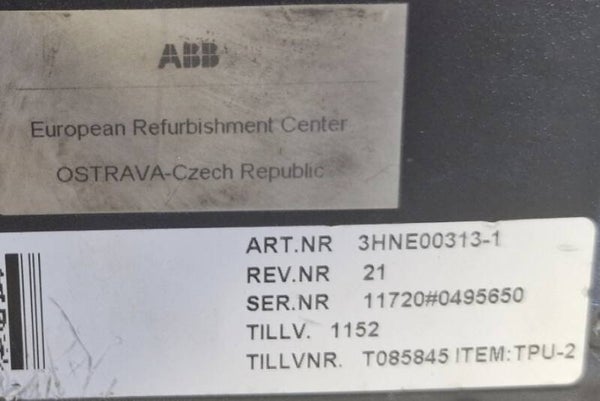 ABB
European Refurbishment Center
OSTRAVA-Czech Republic
ART.NR 3HNE00313-1
REV.NR 21
SER.NR 11720#0495650
TILLV. 1152
TILLVNR. T085845 ITEM:TPU-2